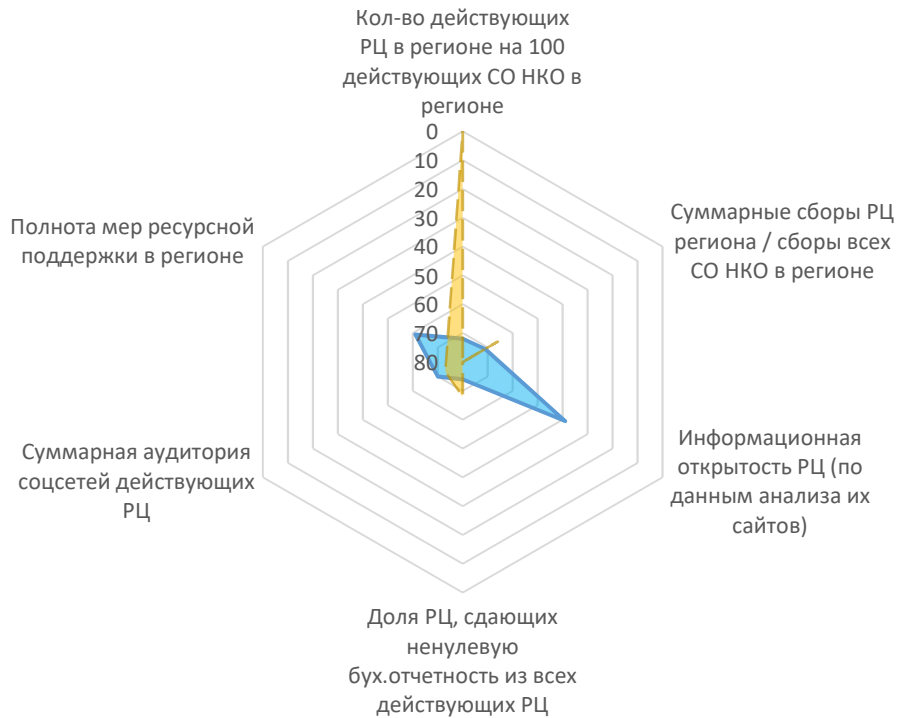 Кол-во действующих
РЦ в регионе на 100
действующих СО НКО в
регионе
0
10
20
30
40
50
60
70
80
Суммарные сборы РЦ
региона / сборы всех
СО НКО в регионе
Информационная
открытость РЦ (по
данным анализа их
сайтов)
Доля РЦ, сдающих
ненулевую
бух.отчетность из всех
действующих РЦ
Суммарная аудитория
соцсетей действующих
РЦ
Полнота мер ресурсной
поддержки в регионе